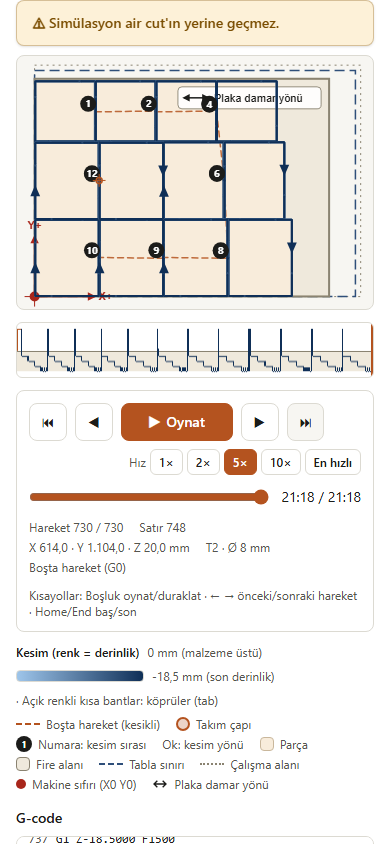 ⚠ Simülasyon air cut'ın yerine geçmez.
Plaka damar yönü
1
2
4
12
6
Y+
10
9
8
X+
⏮ ◀ ▶ Oynat ▶ ⏭
Hız 1× 2× 5× 10× En hızlı
21:18 / 21:18
Hareket 730 / 730 Satır 748
X 614,0 · Y 1.104,0 · Z 20,0 mm T2 · Ø 8 mm
Boşta hareket (G0)
Kısayollar: Boşluk oynat/duraklat · ← → önceki/sonraki hareket
· Home/End baş/son
Kesim (renk = derinlik) 0 mm (malzeme üstü)
-18,5 mm (son derinlik)
· Açık renkli kısa bantlar: köprüler (tab)
Boşta hareket (kesikli) Takım çapı
1 Numara: kesim sırası Ok: kesim yönü Parça
Fire alanı Tabla sınırı Çalışma alanı
Makine sıfırı (X0 Y0) ↔ Plaka damar yönü
G-code
737 G1 Z-18.5000 F1500